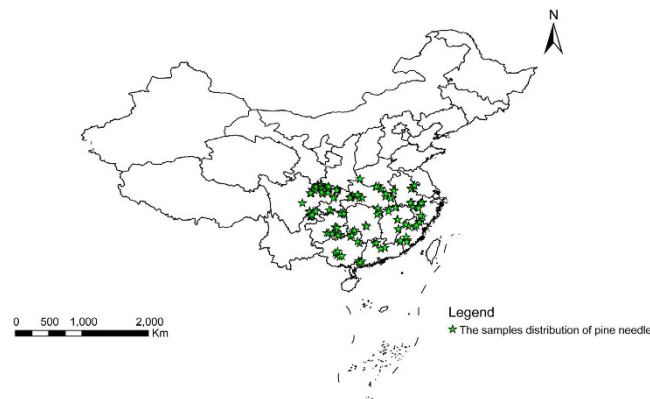 N
0 500 1,000 2,000
Km
Legend
The samples distribution of pine needle